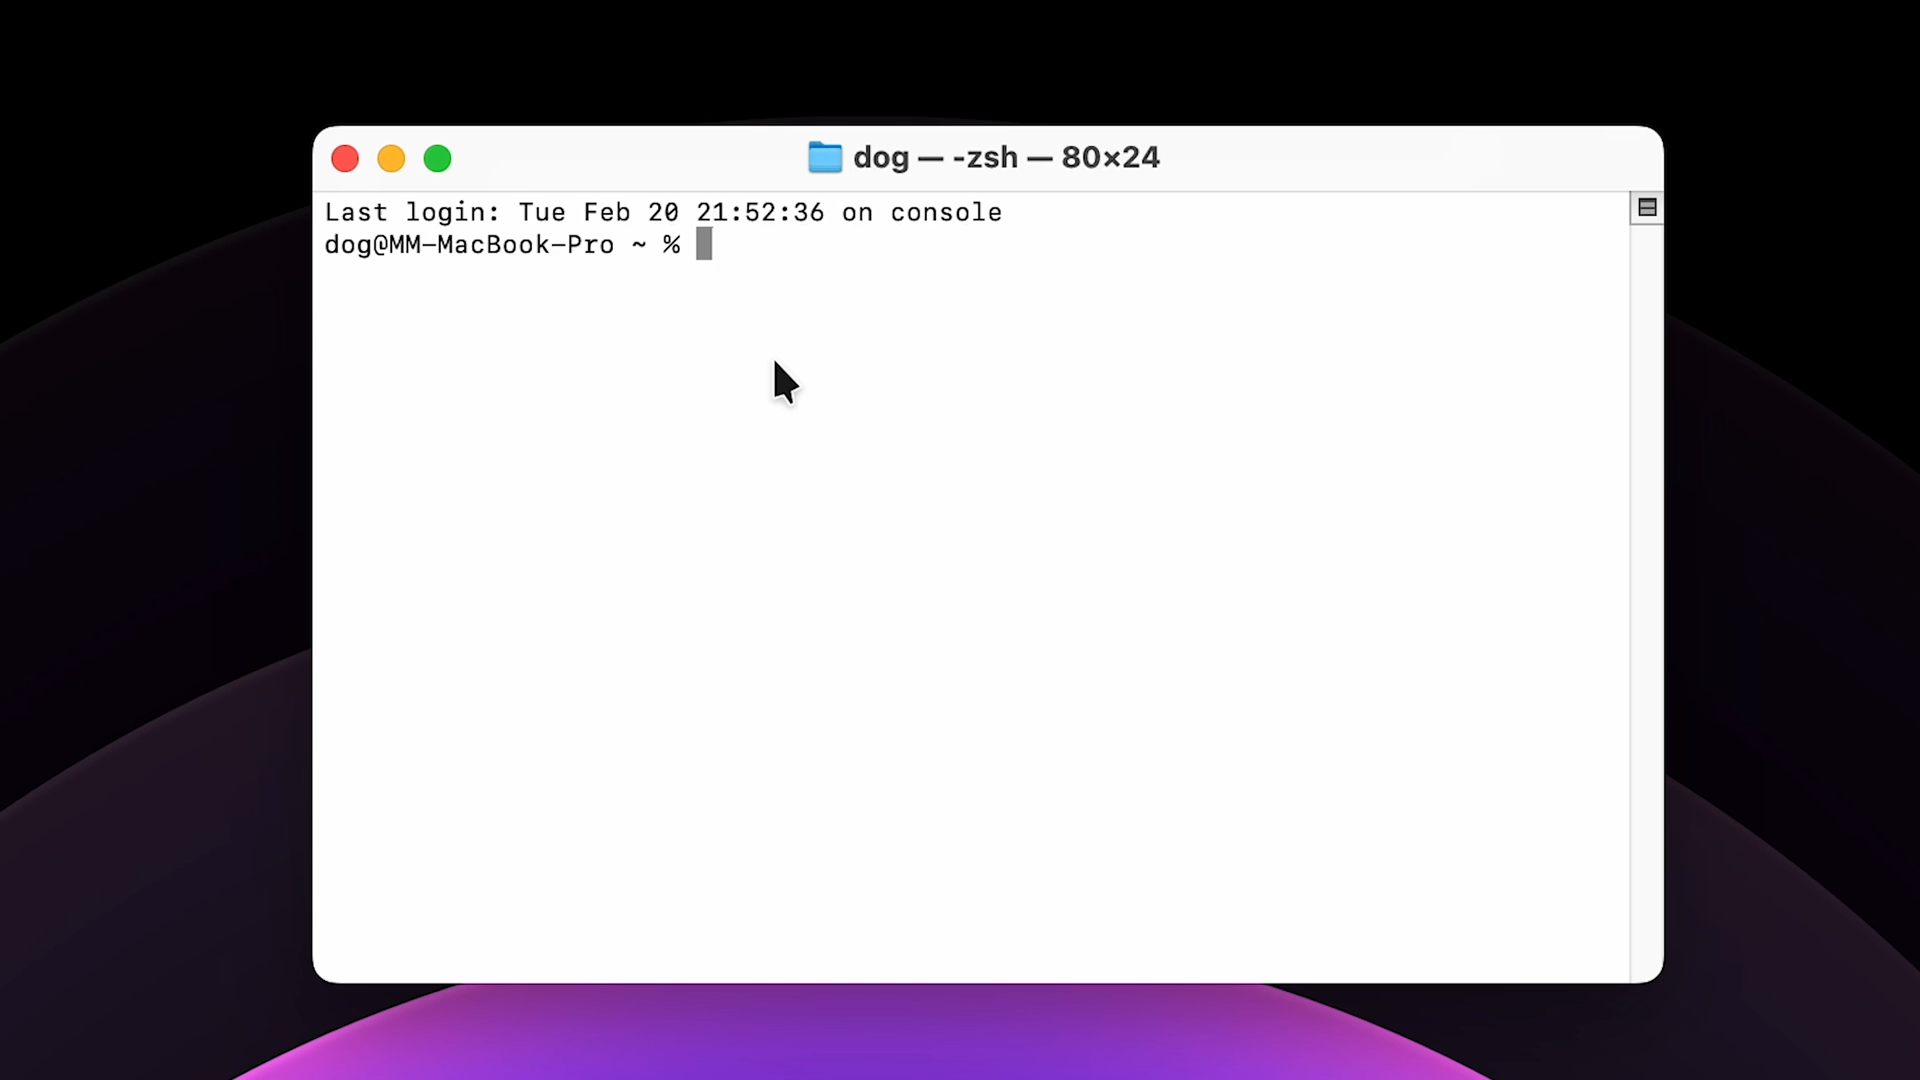 dog — -zsh — 80×24
Last login: Tue Feb 20 21:52:36 on console
dog@MM-MacBook-Pro ~ %